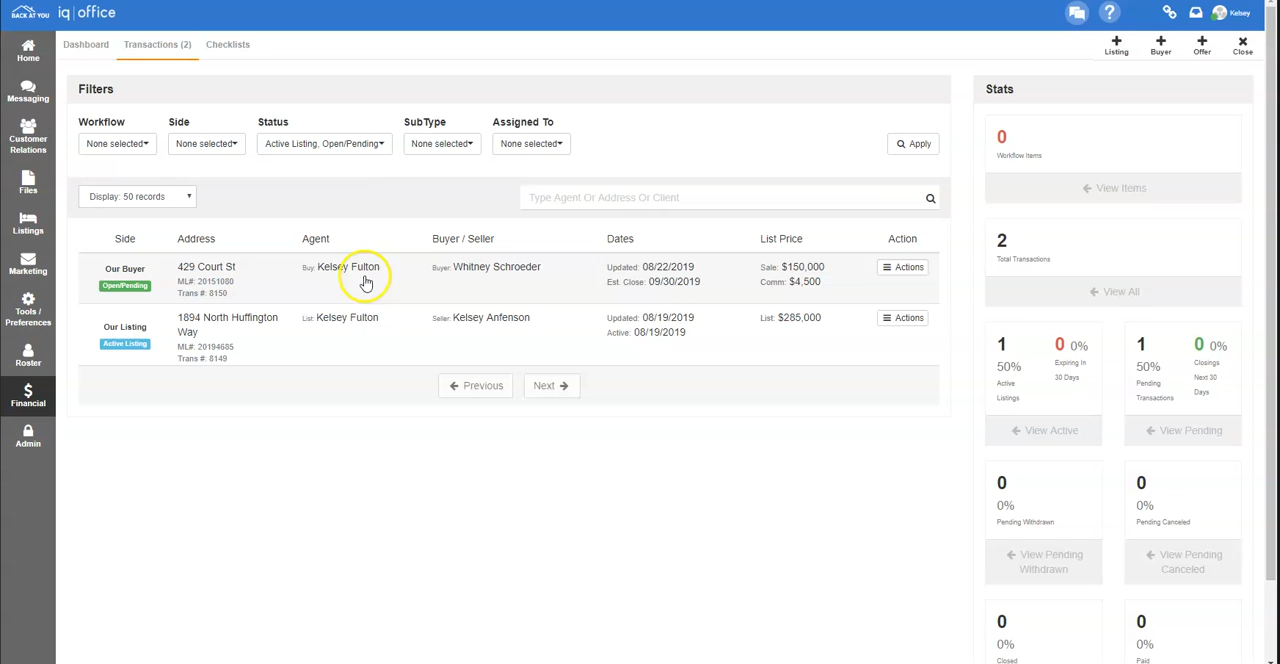 BACK AT YOU iq office
Kelsey
Home
Messaging
Customer
Relations
Files
Listings
Marketing
Tools /
Preferences
Roster
Financial
Admin
Dashboard Transactions (2) Checklists
Listing Buyer Offer Close
Filters
Workflow Side Status SubType Assigned To
None selected None selected Active Listing, Open/Pending None selected None selected Apply
Display: 50 records Type Agent Or Address Or Client
Side Address Agent Buyer / Seller Dates List Price Action
Our Buyer 429 Court St Buy: Kelsey Fulton Buyer: Whitney Schroeder Updated: 08/22/2019 Sale: $150,000 Actions
Open/Pending ML#: 20151080 Est. Close: 09/30/2019 Comm: $4,500
Trans #: 8150
Our Listing 1894 North Huffington List: Kelsey Fulton Seller: Kelsey Anfenson Updated: 08/19/2019 List: $285,000 Actions
Active Listing Way Active: 08/19/2019
ML#: 20194685
Trans #: 8149
Previous Next
Stats
0
Workflow Items
View Items
2
Total Transactions
View All
1 0 0%
50% Expiring In
Active 30 Days
Listings
View Active
1 0 0%
50% Closings
Pending Next 30
Transactions Days
View Pending
0
0%
Pending Withdrawn
View Pending
Withdrawn
0
0%
Pending Canceled
View Pending
Canceled
0
0%
Closed
0
0%
Paid